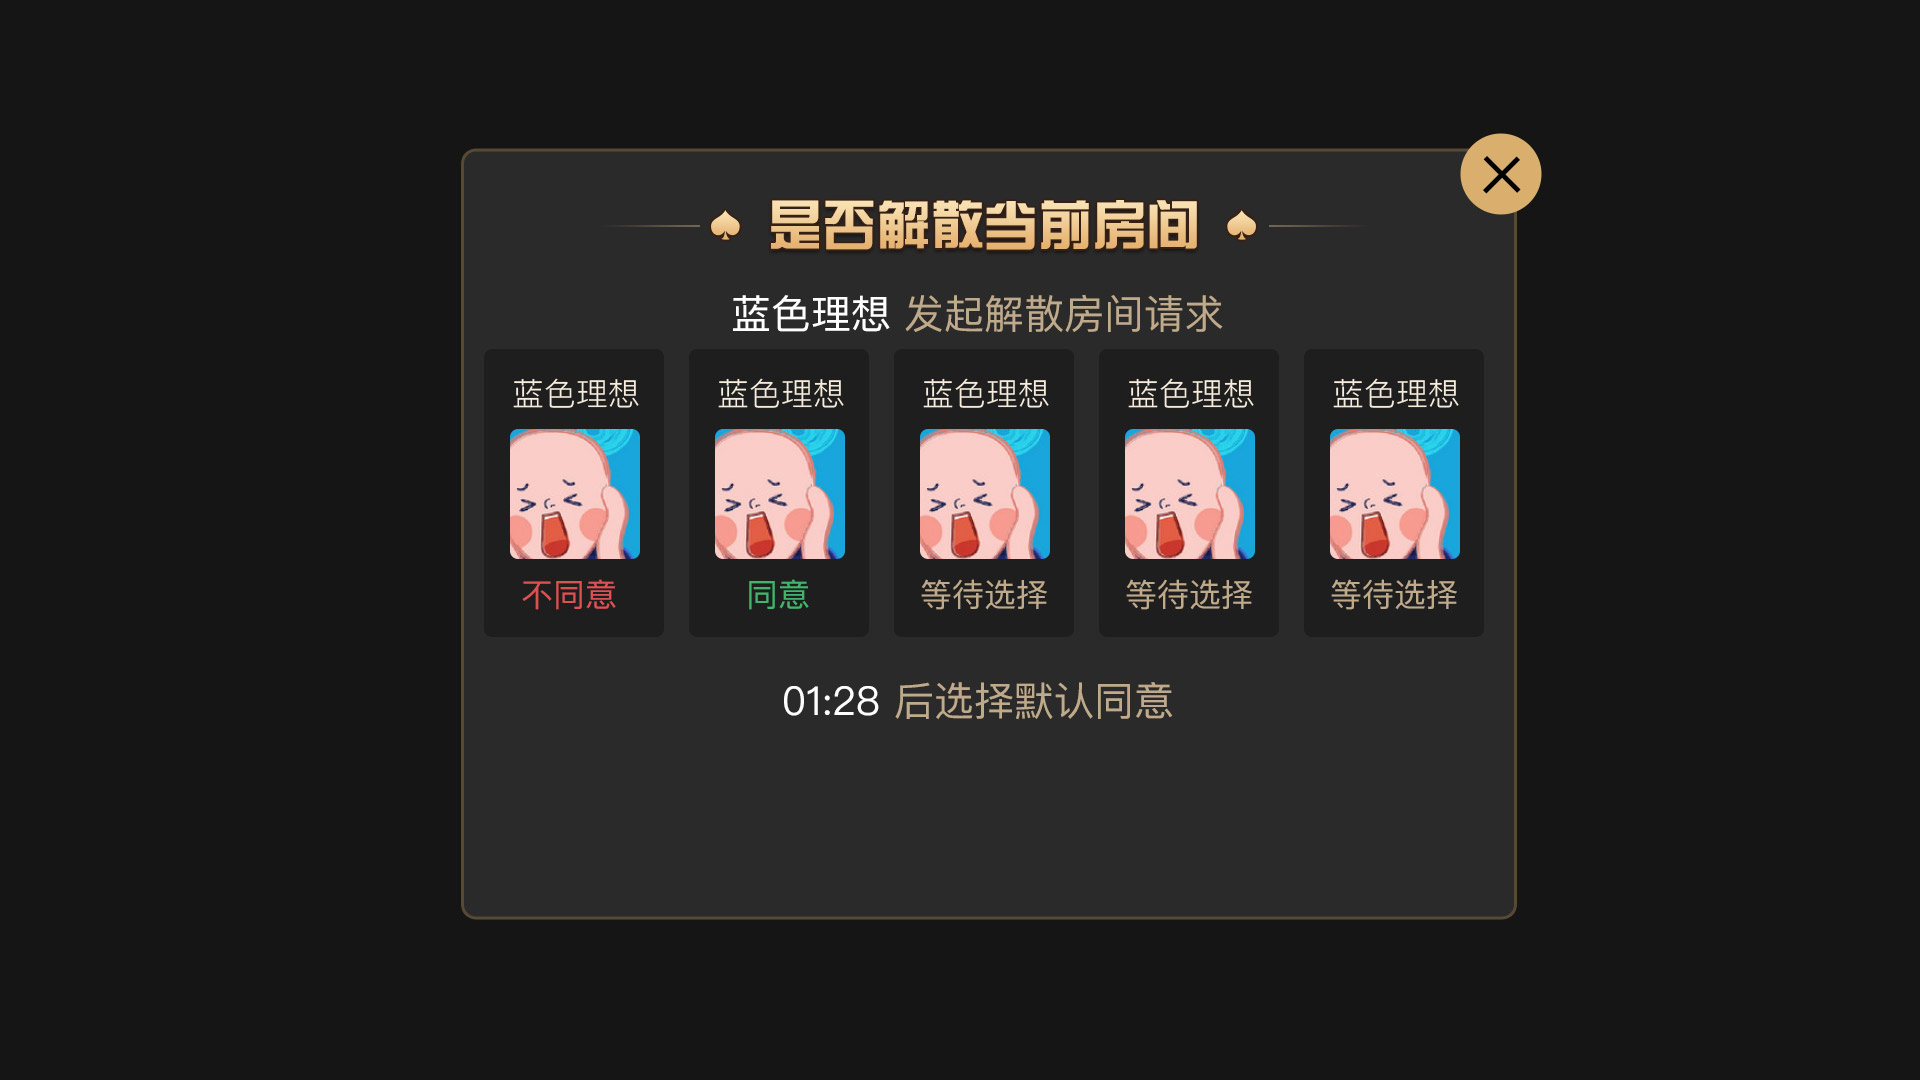 是否解散当前房间
蓝色理想 发起解散房间请求
蓝色理想 蓝色理想 蓝色理想 蓝色理想 蓝色理想
不同意 同意 等待选择 等待选择 等待选择
01:28 后选择默认同意